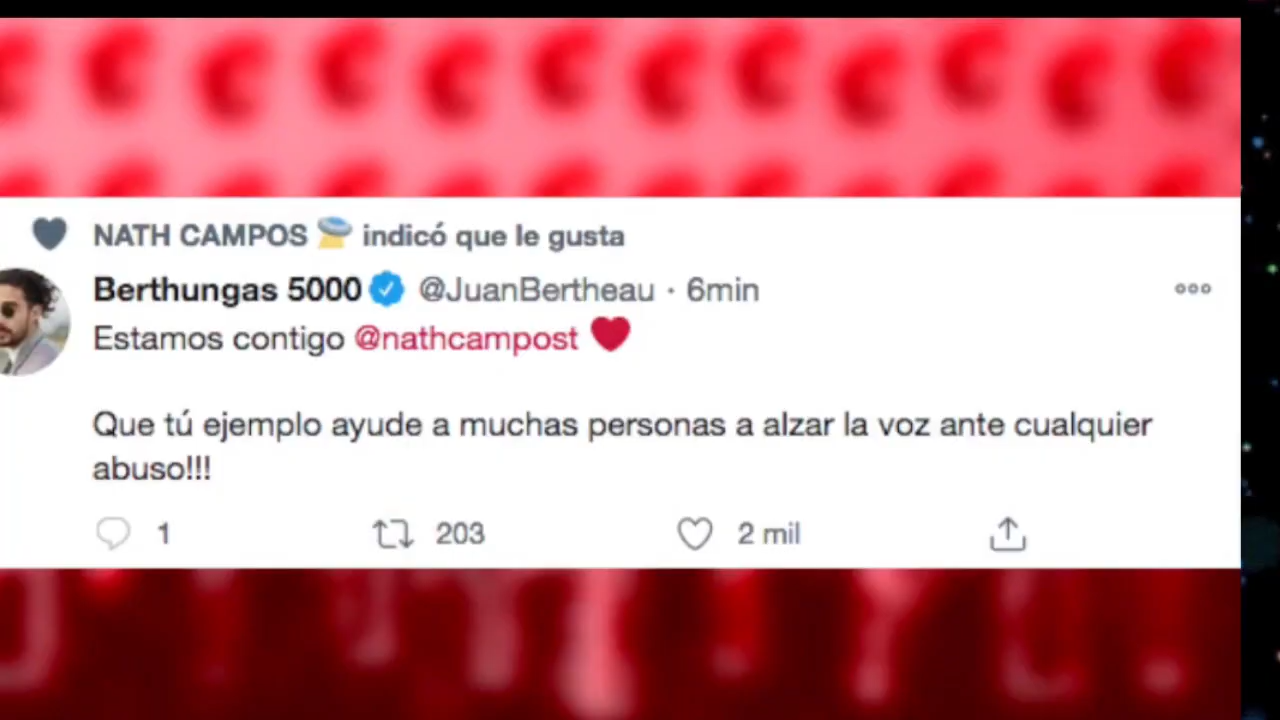 NATH CAMPOS 🛸 indicó que le gusta
Berthungas 5000 @JuanBertheau · 6min
Estamos contigo @nathcampost ❤️
Que tú ejemplo ayude a muchas personas a alzar la voz ante cualquier
abuso!!!
1 203 2 mil